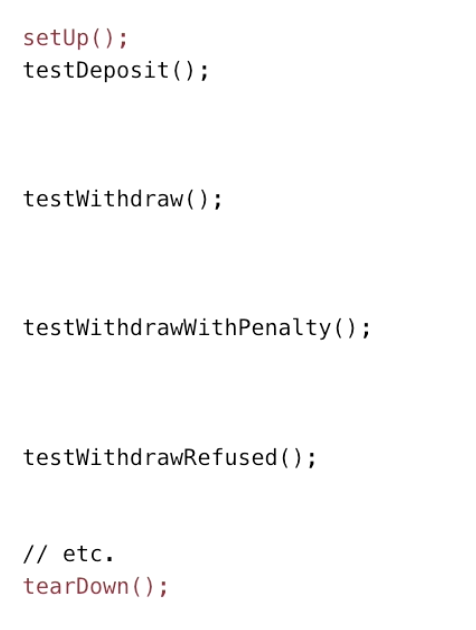 setUp();
testDeposit();
testWithdraw();
testWithdrawWithPenalty();
testWithdrawRefused();
// etc.
tearDown();